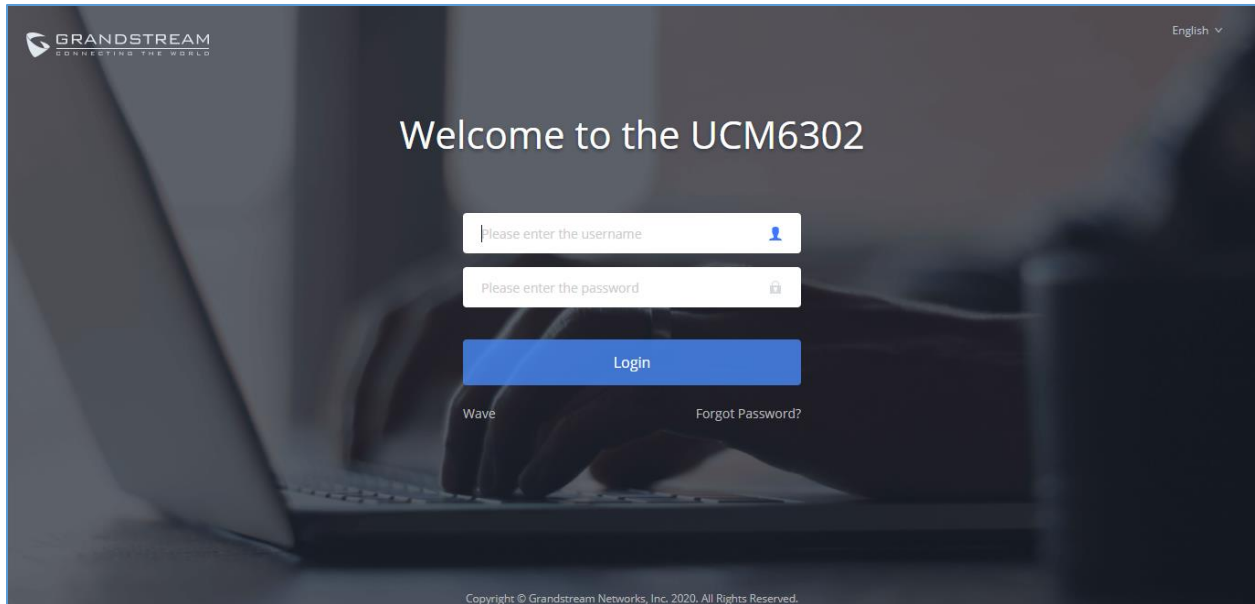 GRANDSTREAM
CONNECTING THE WORLD
English
Welcome to the UCM6302
Please enter the username
Please enter the password
Login
Wave
Forgot Password?
Copyright © Grandstream Networks, Inc. 2020. All Rights Reserved.